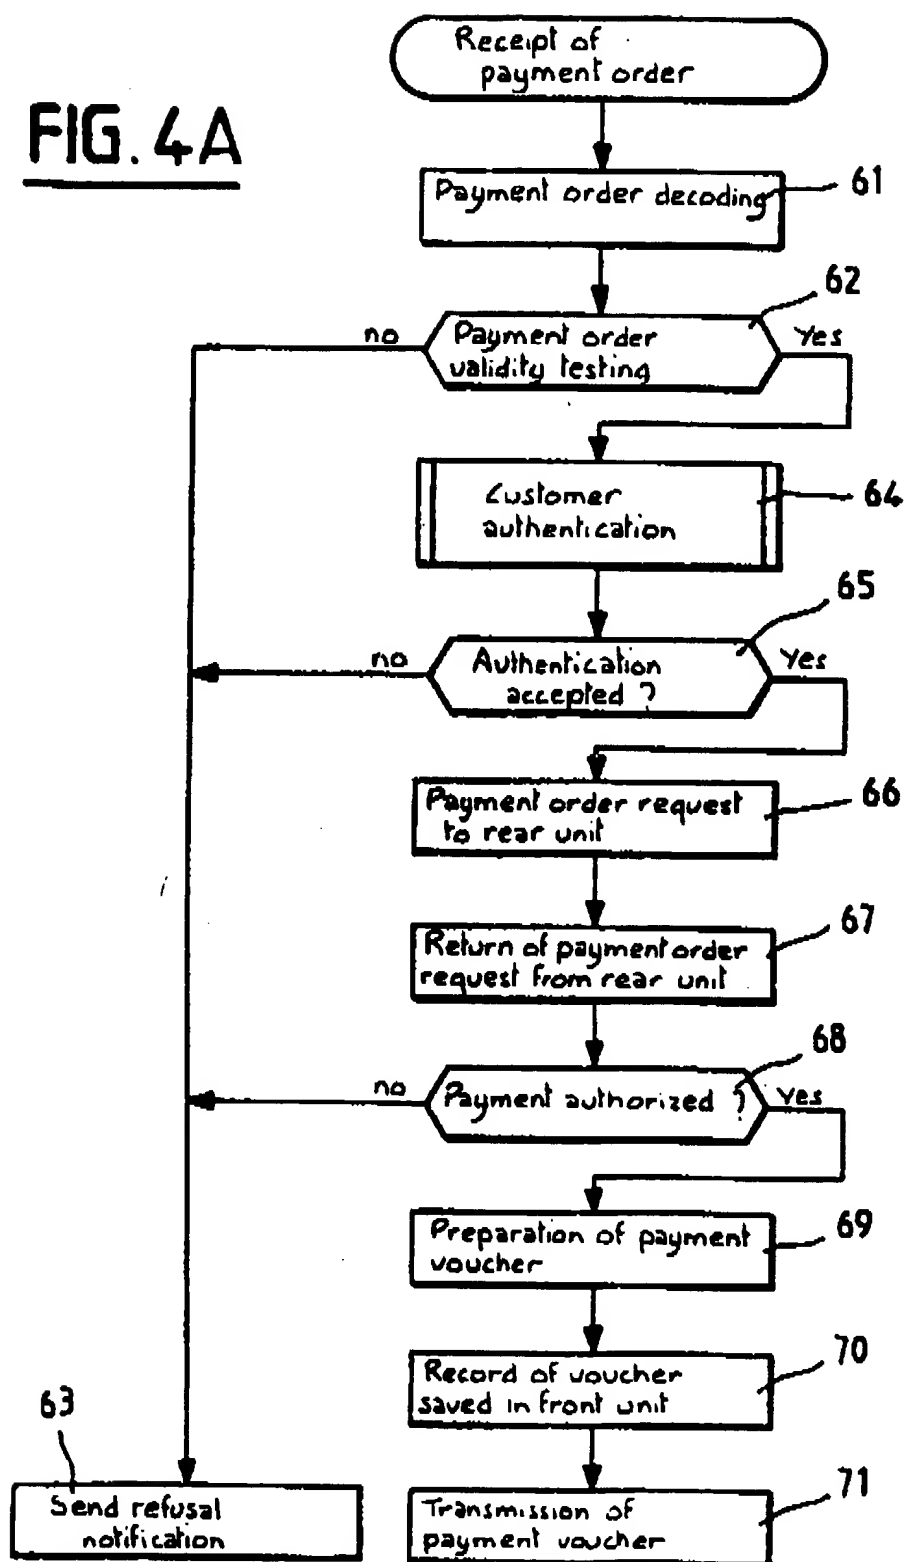 FIG. 4A
Receipt of
payment order
Payment order decoding
61
62
no
Payment order
validity testing
Yes
Customer
authentication
64
65
no
Authentication
accepted ?
Yes
Payment order request
to rear unit
66
67
Return of payment order
request from rear unit
68
no
Payment authorized ?
Yes
Preparation of payment
voucher
69
70
Record of voucher
saved in front unit
63
Send refusal
notification
71
Transmission of
payment voucher